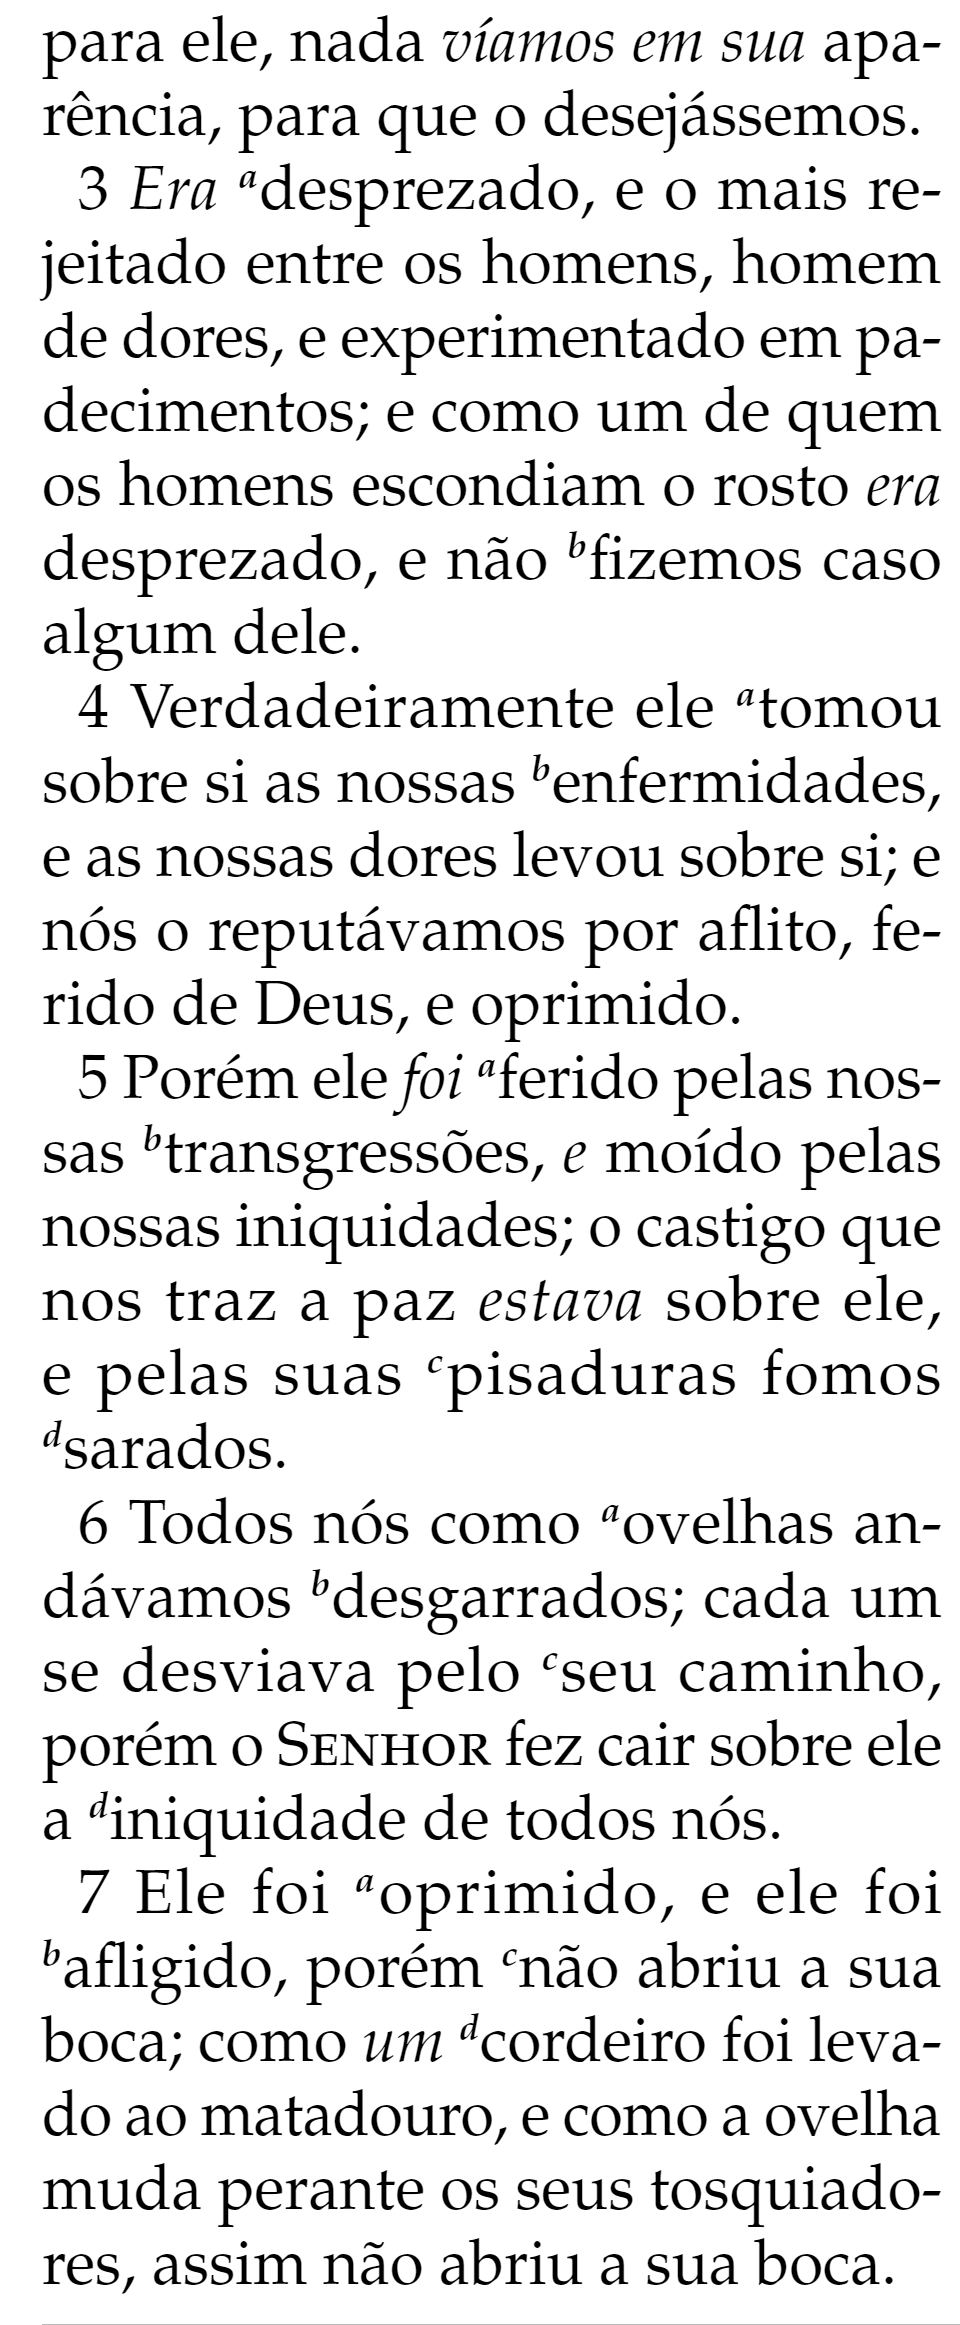 para ele, nada víamos em sua apa-
rência, para que o desejássemos.
3 Era ᵃdesprezado, e o mais re-
jeitado entre os homens, homem
de dores, e experimentado em pa-
decimentos; e como um de quem
os homens escondiam o rosto era
desprezado, e não ᵇfizemos caso
algum dele.
4 Verdadeiramente ele ᵃtomou
sobre si as nossas ᵇenfermidades,
e as nossas dores levou sobre si; e
nós o reputávamos por aflito, fe-
rido de Deus, e oprimido.
5 Porém ele foi ᵃferido pelas nos-
sas ᵇtransgressões, e moído pelas
nossas iniquidades; o castigo que
nos traz a paz estava sobre ele,
e pelas suas ᶜpisaduras fomos
ᵈsarados.
6 Todos nós como ᵃovelhas an-
dávamos ᵇdesgarrados; cada um
se desviava pelo ᶜseu caminho,
porém o SENHOR fez cair sobre ele
a ᵈiniquidade de todos nós.
7 Ele foi ᵃoprimido, e ele foi
ᵇafligido, porém ᶜnão abriu a sua
boca; como um ᵈcordeiro foi leva-
do ao matadouro, e como a ovelha
muda perante os seus tosquiado-
res, assim não abriu a sua boca.